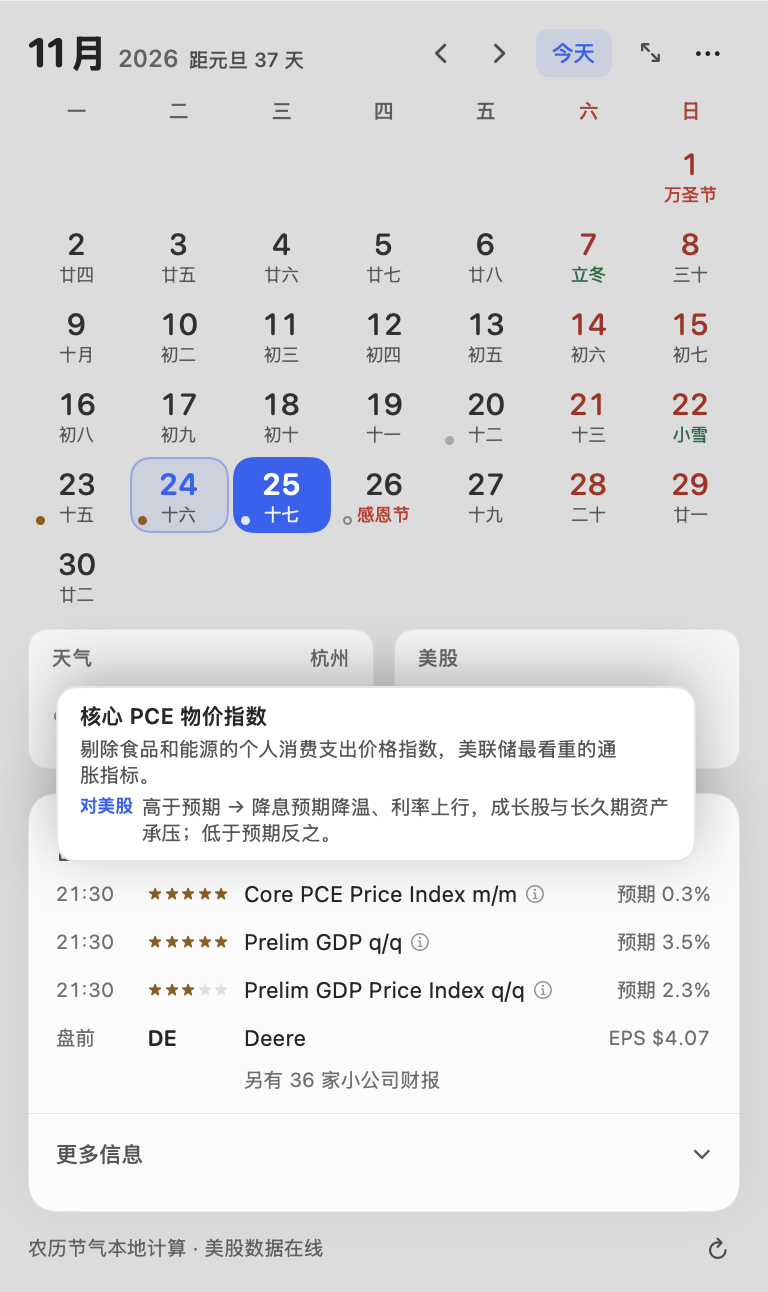 11月 2026 距元旦 37 天 今天
一 二 三 四 五 六 日
1
万圣节
2 3 4 5 6 7 8
廿四 廿五 廿六 廿七 廿八 立冬 三十
9 10 11 12 13 14 15
十月 初二 初三 初四 初五 初六 初七
16 17 18 19 20 21 22
初八 初九 初十 十一 十二 十三 小雪
23 24 25 26 27 28 29
十五 十六 十七 感恩节 十九 二十 廿一
30
廿二
天气 杭州 美股
核心 PCE 物价指数
剔除食品和能源的个人消费支出价格指数，美联储最看重的通
胀指标。
对美股 高于预期 → 降息预期降温、利率上行，成长股与长久期资产
承压；低于预期反之。
21:30 ★★★★★ Core PCE Price Index m/m 预期 0.3%
21:30 ★★★★★ Prelim GDP q/q 预期 3.5%
21:30 ★★★★★ Prelim GDP Price Index q/q 预期 2.3%
盘前 DE Deere EPS $4.07
另有 36 家小公司财报
更多信息
农历节气本地计算 · 美股数据在线